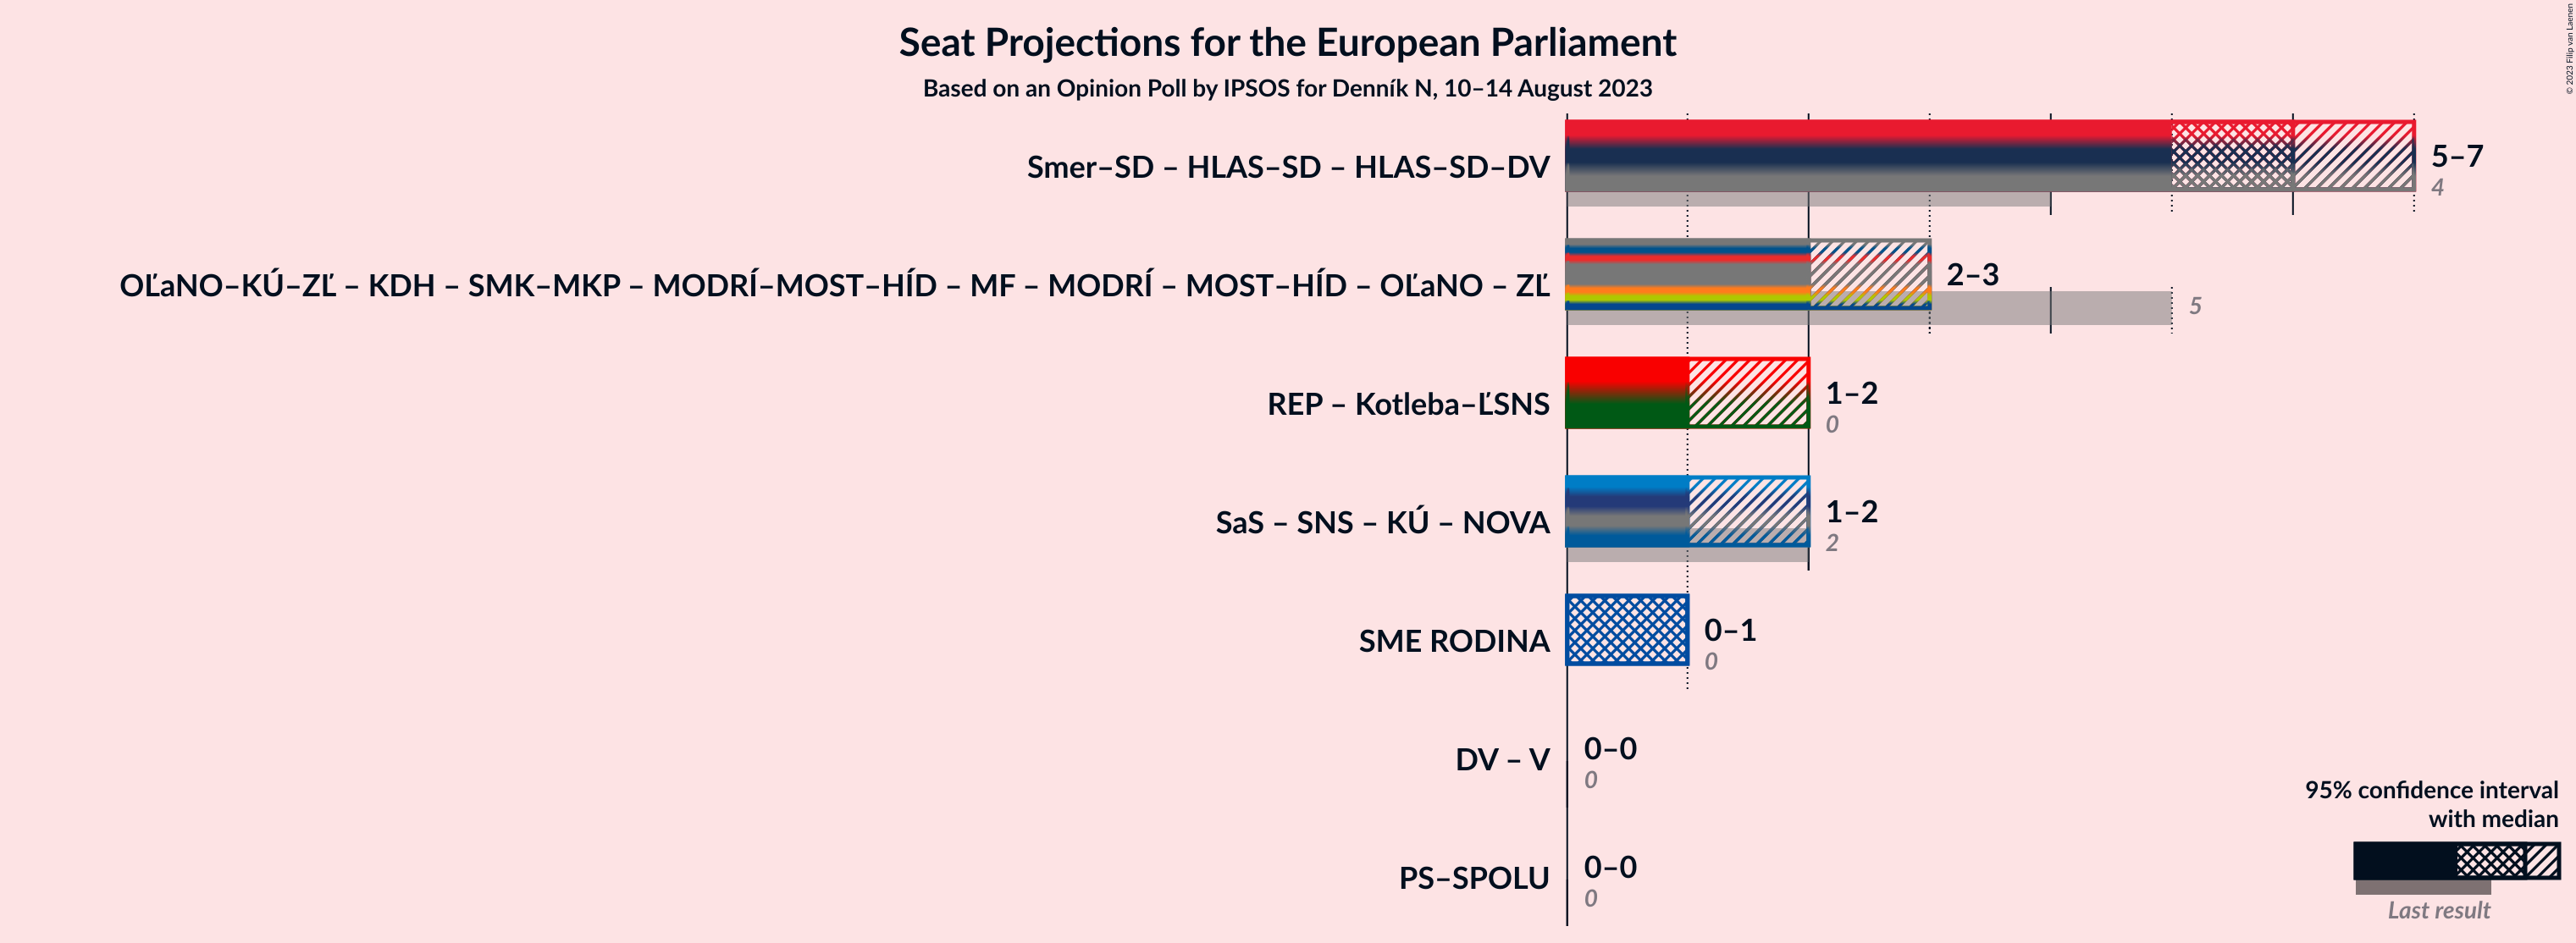 Seat Projections for the European Parliament
Based on an Opinion Poll by IPSOS for Denník N, 10–14 August 2023
© 2023 Filip van Laenen
Smer–SD – HLAS–SD – HLAS–SD–DV
5–7
4
OĽaNO–KÚ–ZĽ – KDH – SMK–MKP – MODRÍ–MOST–HÍD – MF – MODRÍ – MOST–HÍD – OĽaNO – ZĽ
2–3
5
REP – Kotleba–ĽSNS
1–2
0
SaS – SNS – KÚ – NOVA
1–2
2
SME RODINA
0–1
0
DV – V
0–0
0
PS–SPOLU
0–0
0
95% confidence interval
with median
Last result